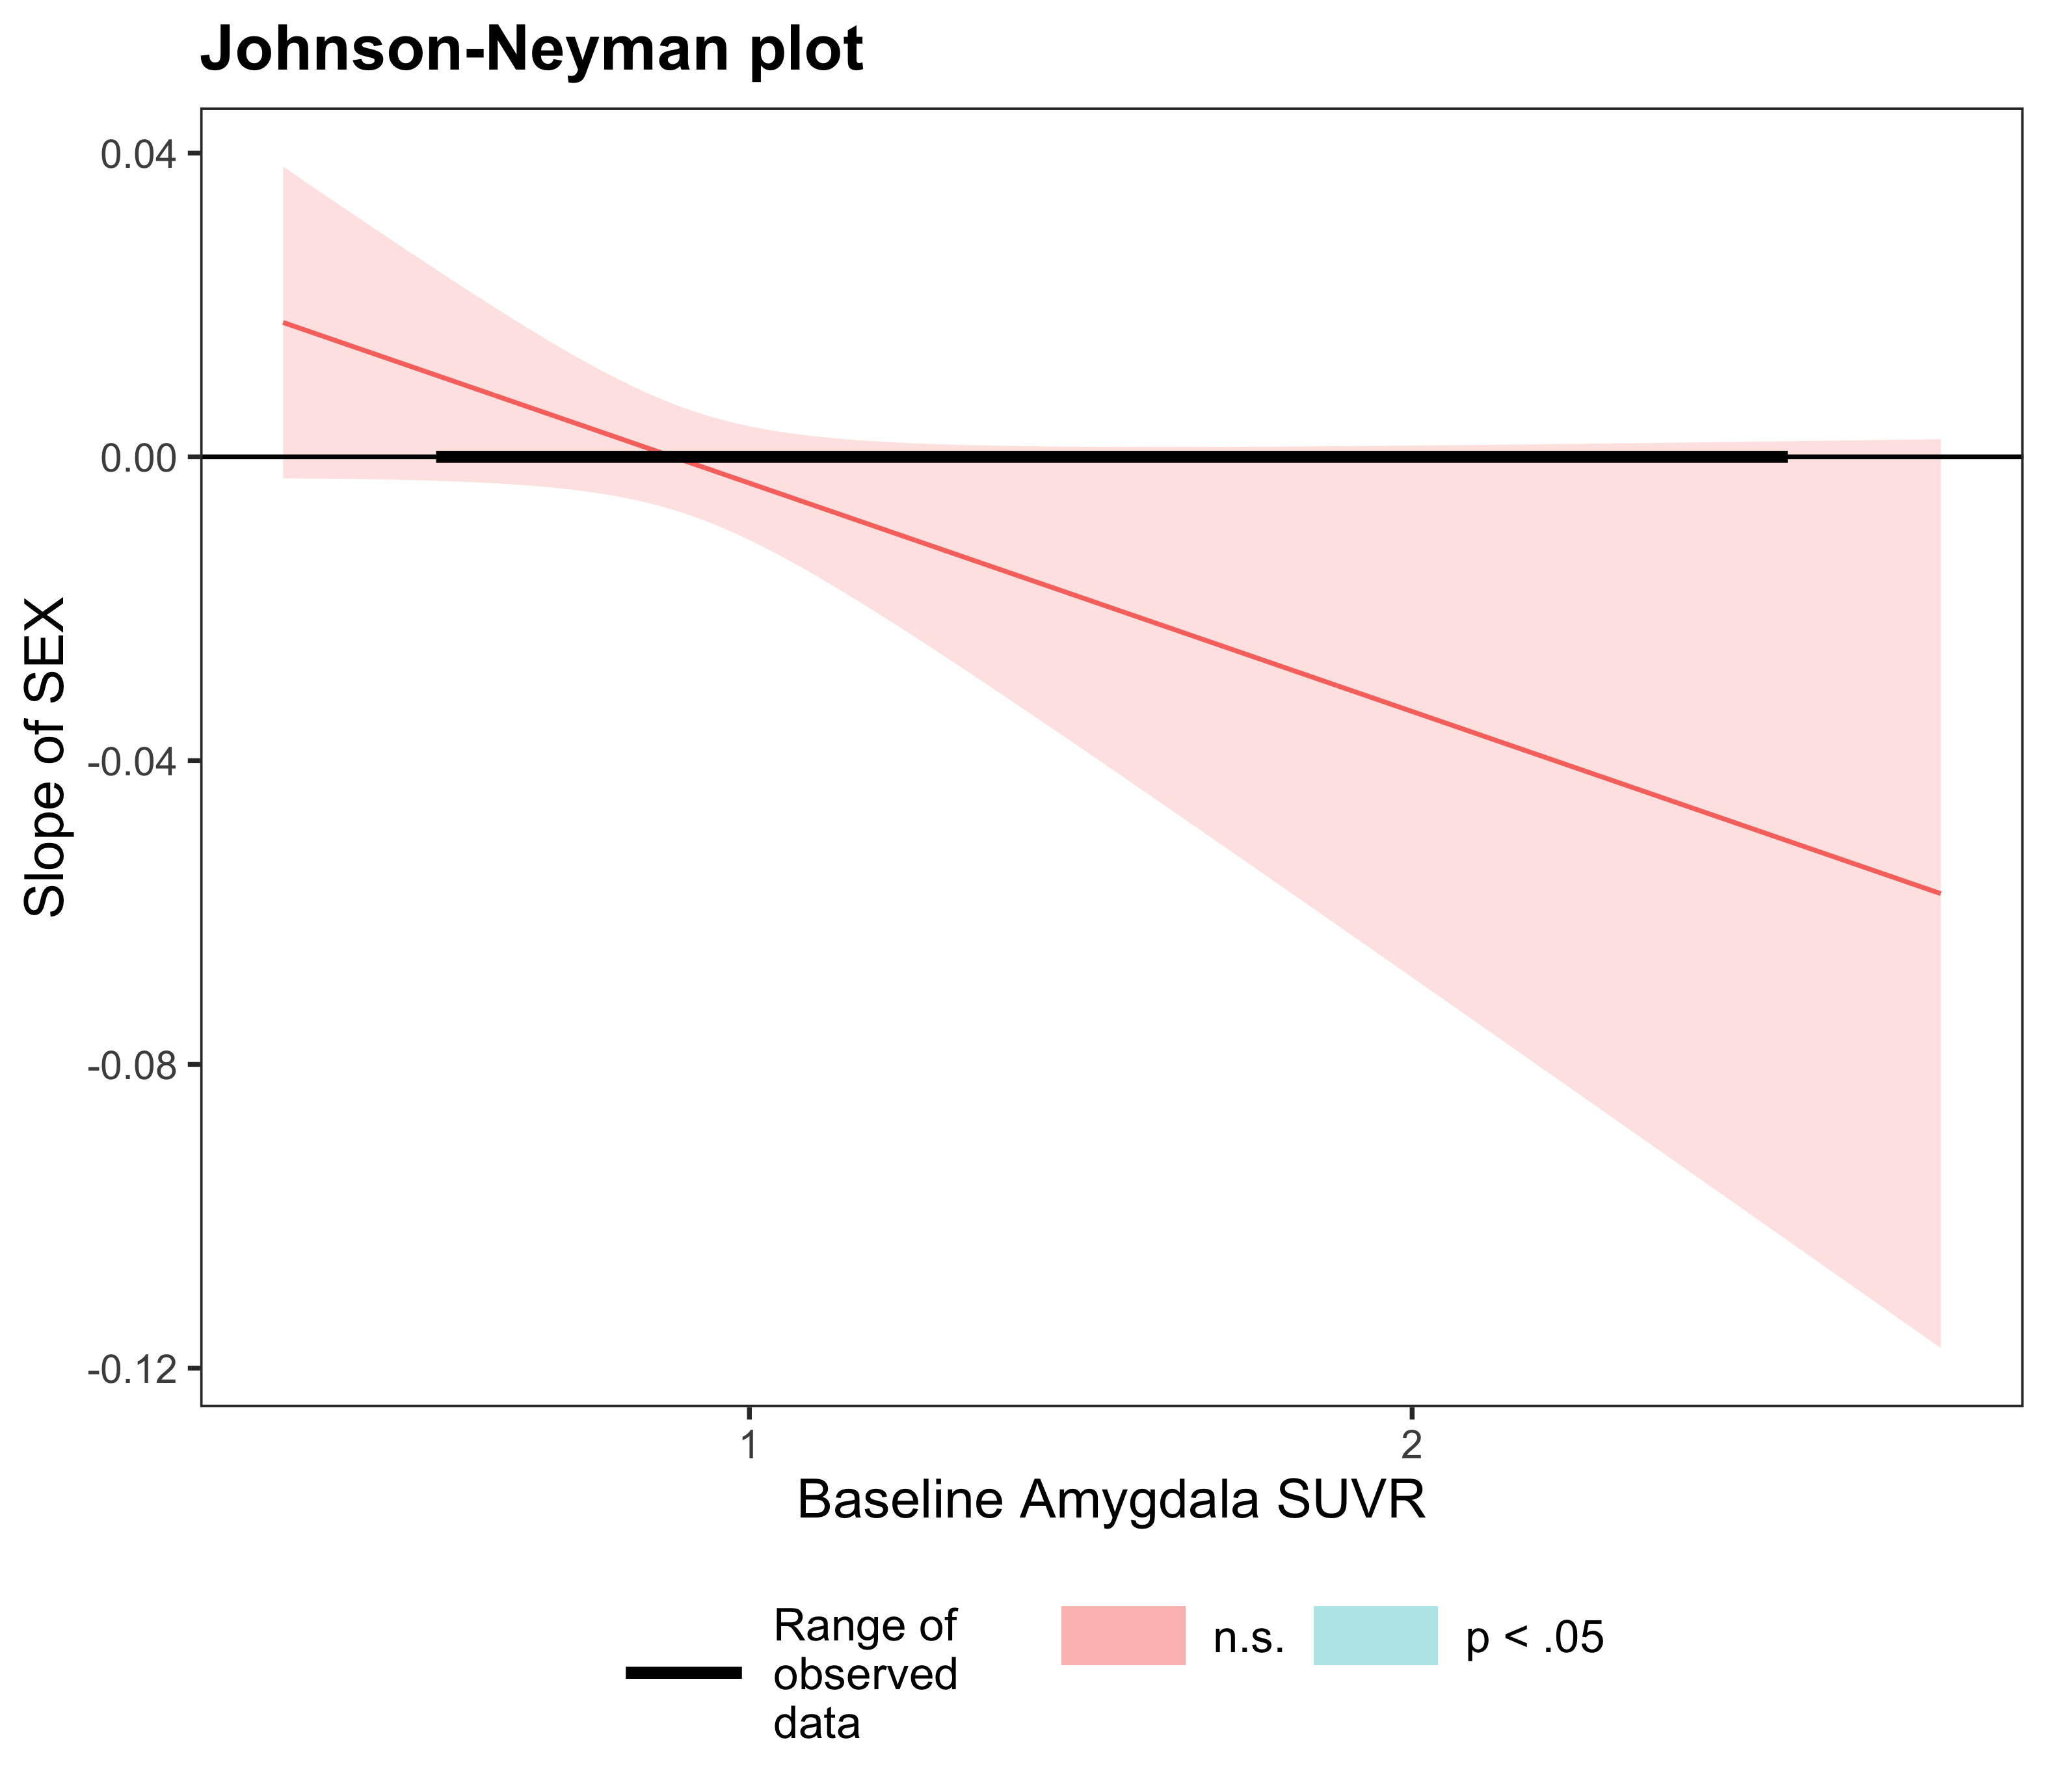 Johnson-Neyman plot
0.04
0.00
-0.04
-0.08
-0.12
Slope of SEX
1
2
Baseline Amygdala SUVR
Range of
observed
data
n.s.
p < .05